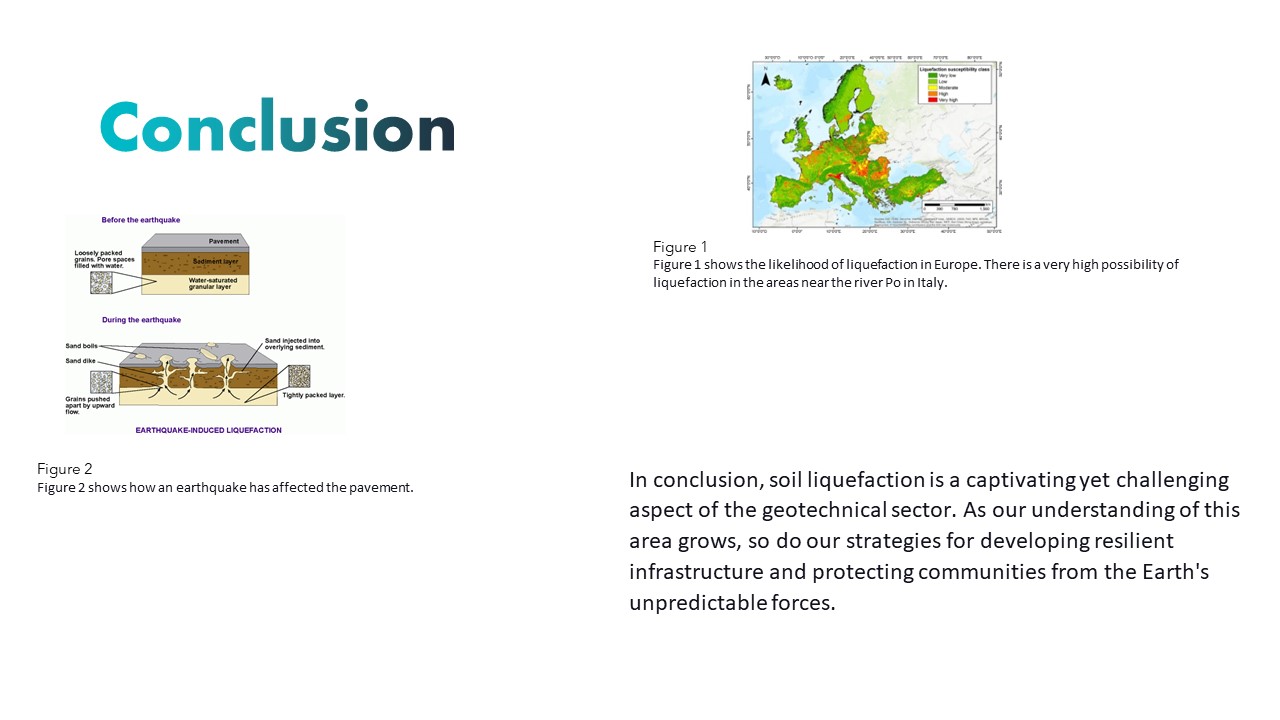 Conclusion
Before the earthquake
Pavement
Loosely packed
grains. Pore spaces
filled with water.
Sediment layer
Water-saturated
granular layer
During the earthquake
Sand boils
Sand injected into
overlying sediment.
Sand dike
Grains pushed
apart by upward
flow.
Tightly packed layer.
EARTHQUAKE-INDUCED LIQUEFACTION
Figure 2
Figure 2 shows how an earthquake has affected the pavement.
N
Liquefaction susceptibility class
Very low
Low
Moderate
High
Very high
Figure 1
Figure 1 shows the likelihood of liquefaction in Europe. There is a very high possibility of
liquefaction in the areas near the river Po in Italy.
In conclusion, soil liquefaction is a captivating yet challenging
aspect of the geotechnical sector. As our understanding of this
area grows, so do our strategies for developing resilient
infrastructure and protecting communities from the Earth's
unpredictable forces.